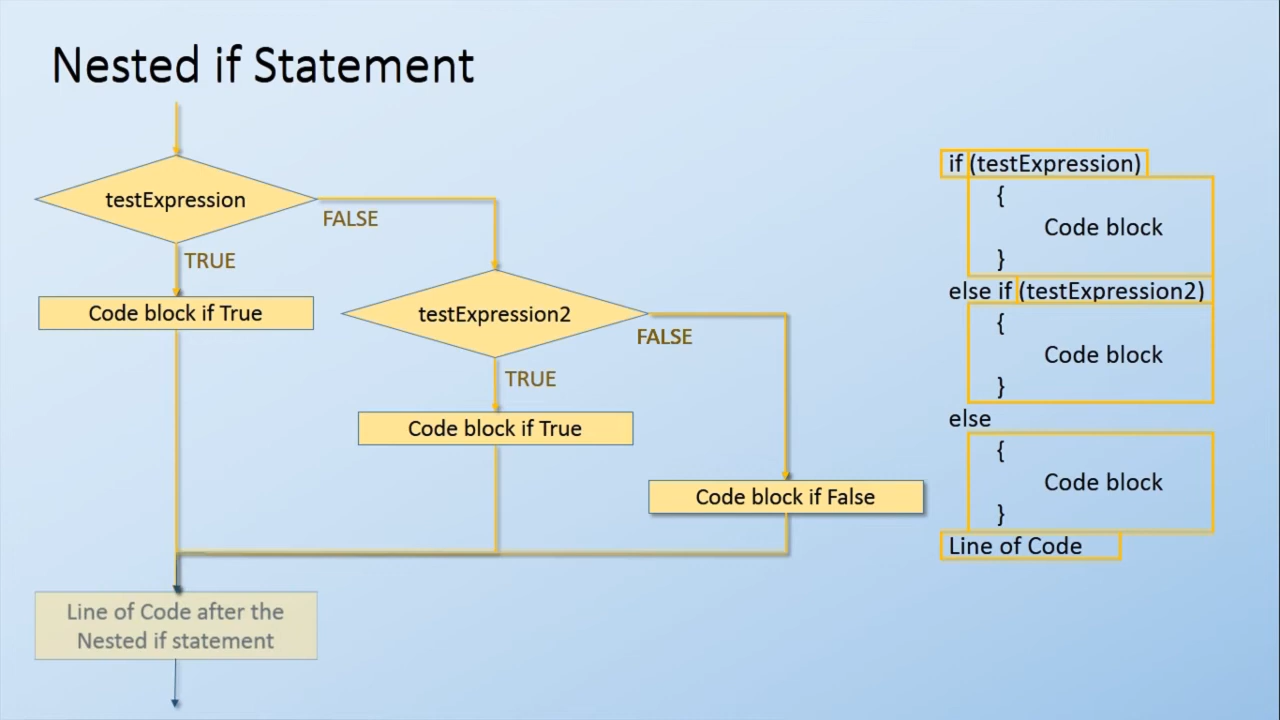 Nested if Statement
testExpression
FALSE
TRUE
Code block if True
testExpression2
FALSE
TRUE
Code block if True
Code block if False
Line of Code after the
Nested if statement
if (testExpression)
{
Code block
}
else if (testExpression2)
{
Code block
}
else
{
Code block
}
Line of Code